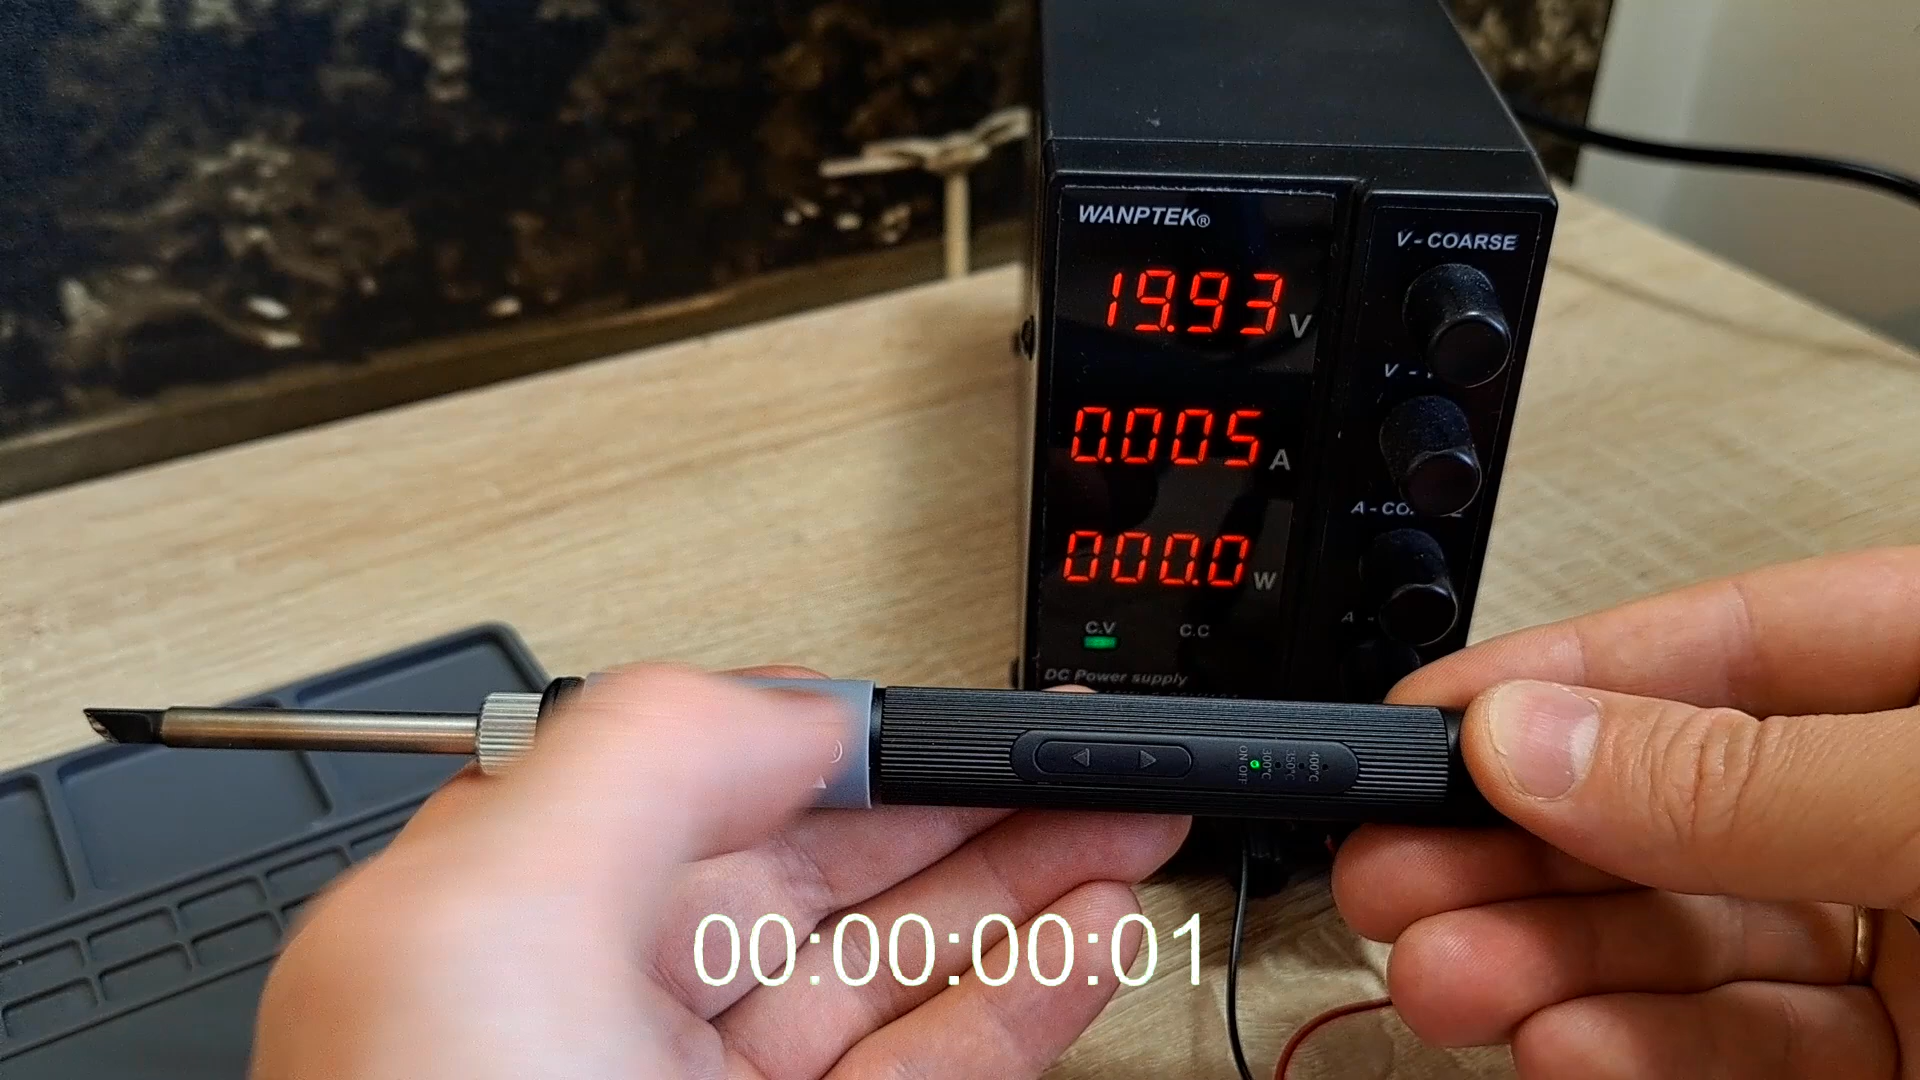 WANPTEK®
V - COARSE
19.93 V
V -
0.005 A
A - CO
000.0 W
A -
C.V C.C
DC Power supply
ON OFF 300°C 350°C 400°C
00:00:00:01